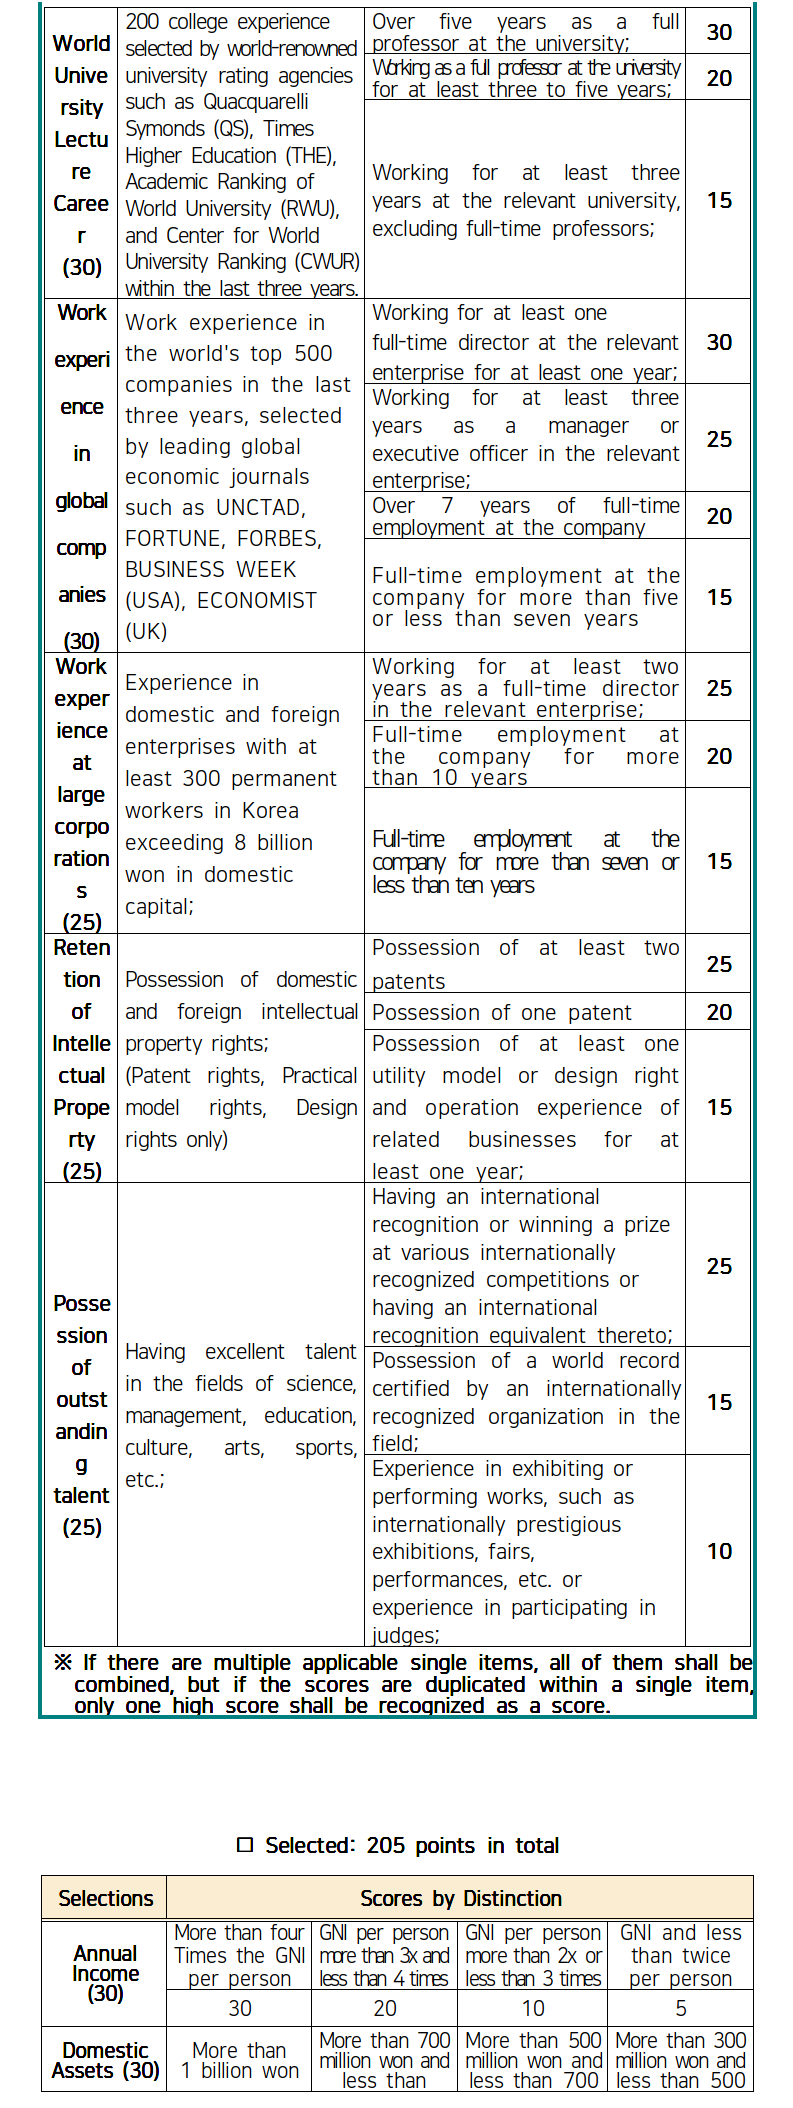 World
Unive
rsity
Lectu
re
Caree
r
(30)
200 college experience
selected by world-renowned
university rating agencies
such as Quacquarelli
Symonds (QS), Times
Higher Education (THE),
Academic Ranking of
World University (RWU),
and Center for World
University Ranking (CWUR)
within the last three years.
Over five years as a full
professor at the university;
30
Working as a full professor at the university
for at least three to five years;
20
Working for at least three
years at the relevant university,
excluding full-time professors;
15
Work
experi
ence
in
global
comp
anies
(30)
Work experience in
the world's top 500
companies in the last
three years, selected
by leading global
economic journals
such as UNCTAD,
FORTUNE, FORBES,
BUSINESS WEEK
(USA), ECONOMIST
(UK)
Working for at least one
full-time director at the relevant
enterprise for at least one year;
30
Working for at least three
years as a manager or
executive officer in the relevant
enterprise;
25
Over 7 years of full-time
employment at the company
20
Full-time employment at the
company for more than five
or less than seven years
15
Work
exper
ience
at
large
corpo
ration
s
(25)
Experience in
domestic and foreign
enterprises with at
least 300 permanent
workers in Korea
exceeding 8 billion
won in domestic
capital;
Working for at least two
years as a full-time director
in the relevant enterprise;
25
Full-time employment at
the company for more
than 10 years
20
Full-time employment at the
company for more than seven or
less than ten years
15
Reten
tion
of
Intelle
ctual
Prope
rty
(25)
Possession of domestic
and foreign intellectual
property rights;
(Patent rights, Practical
model rights, Design
rights only)
Possession of at least two
patents
25
Possession of one patent
20
Possession of at least one
utility model or design right
and operation experience of
related businesses for at
least one year;
15
Posse
ssion
of
outst
andin
g
talent
(25)
Having excellent talent
in the fields of science,
management, education,
culture, arts, sports,
etc.;
Having an international
recognition or winning a prize
at various internationally
recognized competitions or
having an international
recognition equivalent thereto;
25
Possession of a world record
certified by an internationally
recognized organization in the
field;
15
Experience in exhibiting or
performing works, such as
internationally prestigious
exhibitions, fairs,
performances, etc. or
experience in participating in
judges;
10
※ If there are multiple applicable single items, all of them shall be
combined, but if the scores are duplicated within a single item,
only one high score shall be recognized as a score.
□ Selected: 205 points in total
Selections
Scores by Distinction
Annual
Income
(30)
More than four
Times the GNI
per person
GNI per person
more than 3x and
less than 4 times
GNI per person
more than 2x or
less than 3 times
GNI and less
than twice
per person
30
20
10
5
Domestic
Assets (30)
More than
1 billion won
More than 700
million won and
less than
More than 500
million won and
less than 700
More than 300
million won and
less than 500